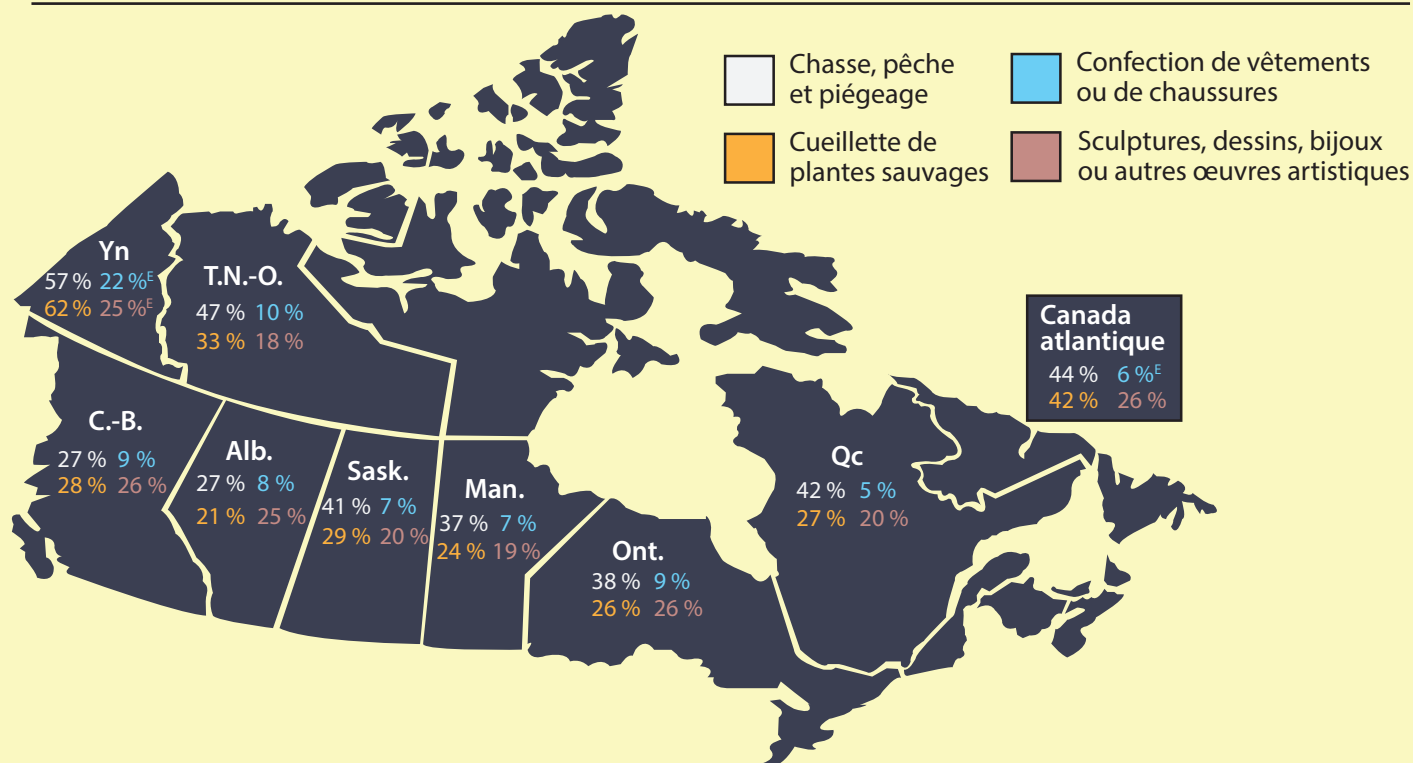 Chasse, pêche
et piégeage
Confection de vêtements
ou de chaussures
Cueillette de
plantes sauvages
Sculptures, dessins, bijoux
ou autres œuvres artistiques
Yn
57 % 22 %ᴱ
62 % 25 %ᴱ
T.N.-O.
47 % 10 %
33 % 18 %
Canada
atlantique
44 % 6 %ᴱ
42 % 26 %
C.-B.
27 % 9 %
28 % 26 %
Alb.
27 % 8 %
21 % 25 %
Sask.
41 % 7 %
29 % 20 %
Man.
37 % 7 %
24 % 19 %
Ont.
38 % 9 %
26 % 26 %
Qc
42 % 5 %
27 % 20 %